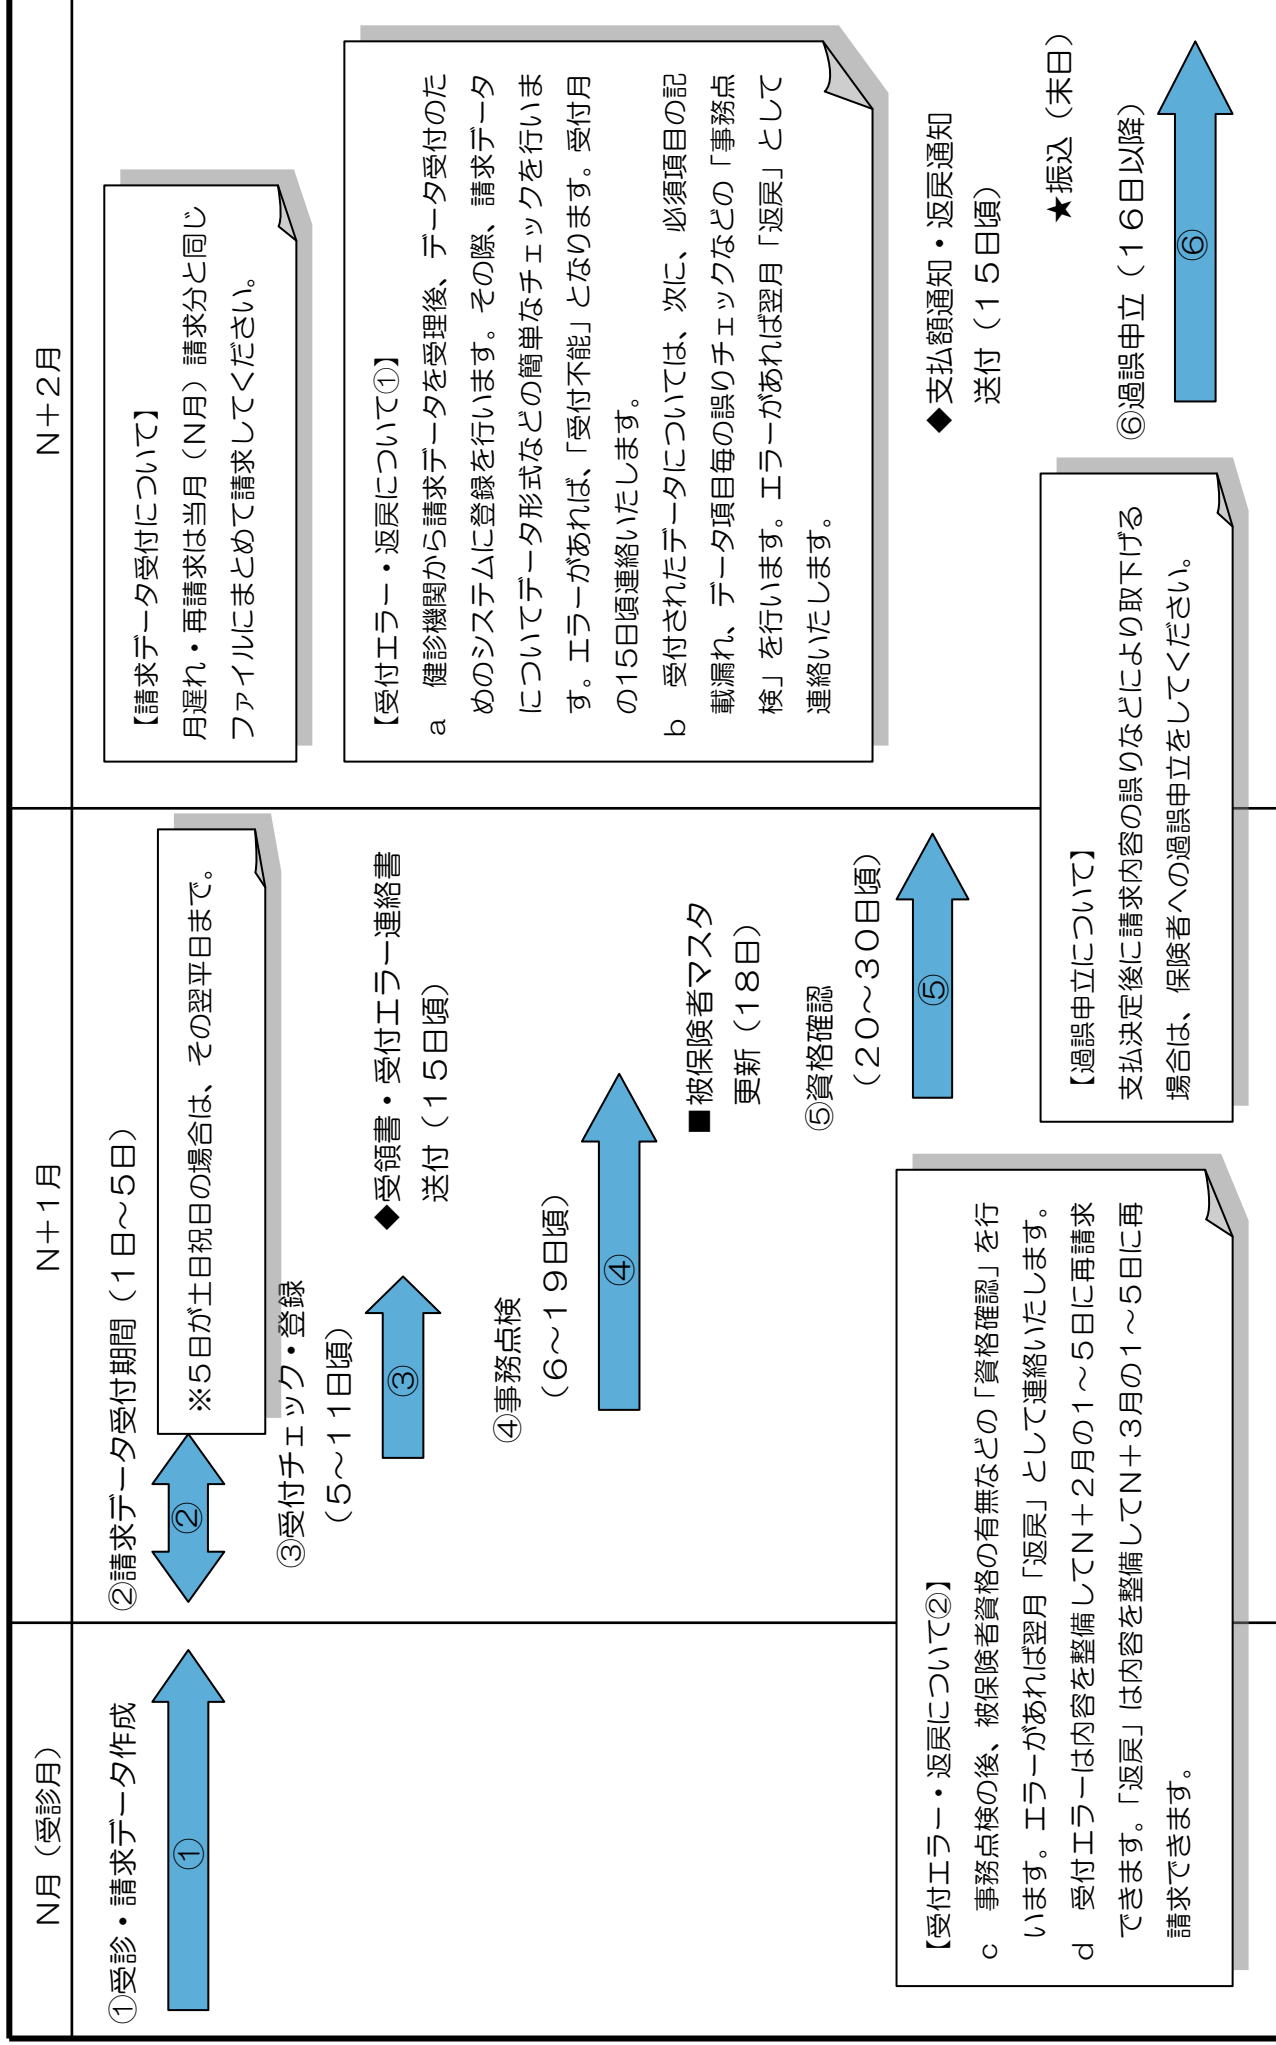 N月（受診月）
N＋1月
N＋2月
①受診・請求データ作成
①
②請求データ受付期間（1日～5日）
②
※5日が土日祝日の場合は、その翌平日まで。
③受付チェック・登録
（5～11日頃）
③
◆受領書・受付エラー連絡書
送付（15日頃）
④事務点検
（6～19日頃）
④
■被保険者マスタ
更新（18日）
⑤資格確認
（20～30日頃）
⑤
【請求データ受付について】
月遅れ・再請求は当月（N月）請求分と同じ
ファイルにまとめて請求してください。
【受付エラー・返戻について①】
a　健診機関から請求データを受理後、データ受付のた
めのシステムに登録を行います。その際、請求データ
についてデータ形式などの簡単なチェックを行いま
す。エラーがあれば、「受付不能」となります。受付月
の15日頃連絡いたします。
b　受付されたデータについては、次に、必須項目の記
載漏れ、データ項目毎の誤りチェックなどの「事務点
検」を行います。エラーがあれば翌月「返戻」として
連絡いたします。
◆支払額通知・返戻通知
送付（15日頃）
★振込（末日）
⑥過誤申立（16日以降）
⑥
【受付エラー・返戻について②】
c　事務点検の後、被保険者資格の有無などの「資格確認」を行
います。エラーがあれば翌月「返戻」として連絡いたします。
d　受付エラーは内容を整備してN＋2月の1～5日に再請求
できます。「返戻」は内容を整備してN＋3月の1～5日に再
請求できます。
【過誤申立について】
支払決定後に請求内容の誤りなどにより取下げる
場合は、保険者への過誤申立をしてください。